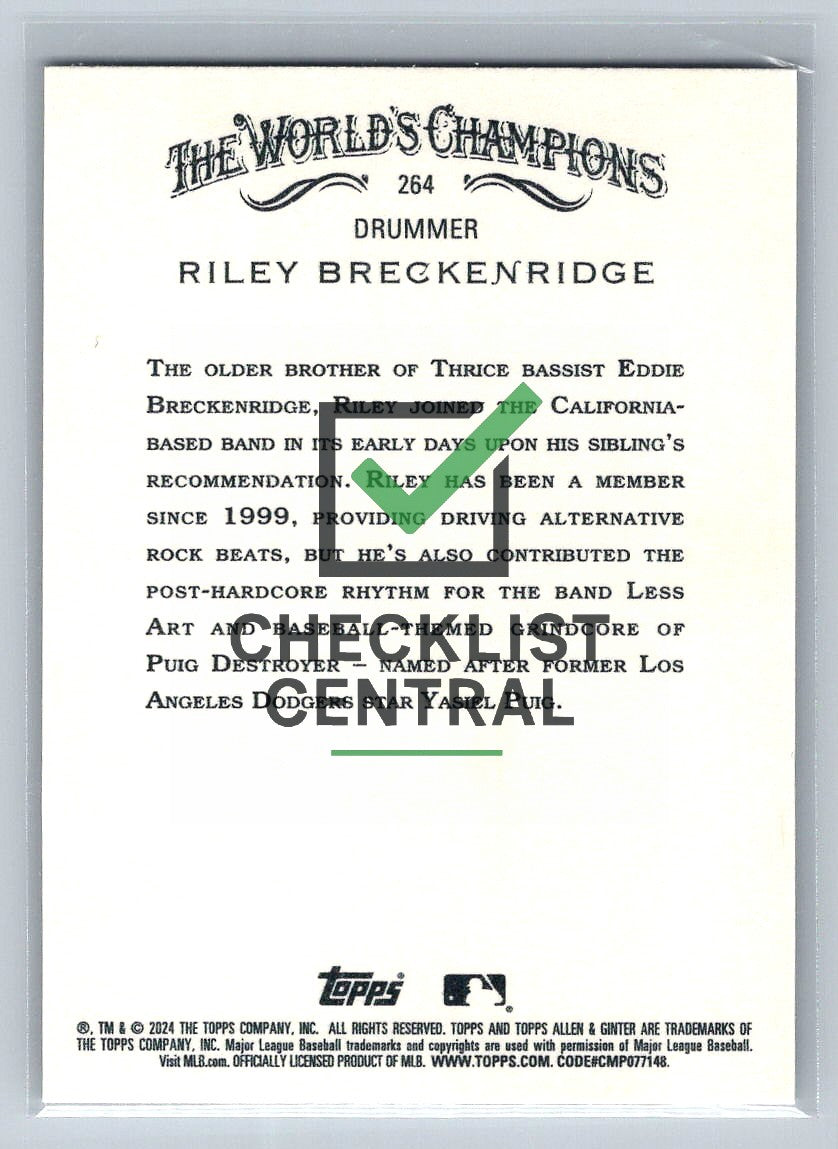 THE WORLD'S CHAMPIONS
264
DRUMMER
RILEY BRECKENRIDGE
THE OLDER BROTHER OF THRICE BASSIST EDDIE
BRECKENRIDGE, RILEY JOINED THE CALIFORNIA-
BASED BAND IN ITS EARLY DAYS UPON HIS SIBLING'S
RECOMMENDATION. RILEY HAS BEEN A MEMBER
SINCE 1999, PROVIDING DRIVING ALTERNATIVE
ROCK BEATS, BUT HE'S ALSO CONTRIBUTED THE
POST-HARDCORE RHYTHM FOR THE BAND LESS
ART AND BASEBALL-THEMED GRINDCORE OF
PUIG DESTROYER – NAMED AFTER FORMER LOS
ANGELES DODGERS STAR YASIEL PUIG.
CHECKLIST
CENTRAL
topps®
®, TM & © 2024 THE TOPPS COMPANY, INC. ALL RIGHTS RESERVED. TOPPS AND TOPPS ALLEN & GINTER ARE TRADEMARKS OF
THE TOPPS COMPANY, INC. Major League Baseball trademarks and copyrights are used with permission of Major League Baseball.
Visit MLB.com. OFFICIALLY LICENSED PRODUCT OF MLB. WWW.TOPPS.COM. CODE#CMP077148.